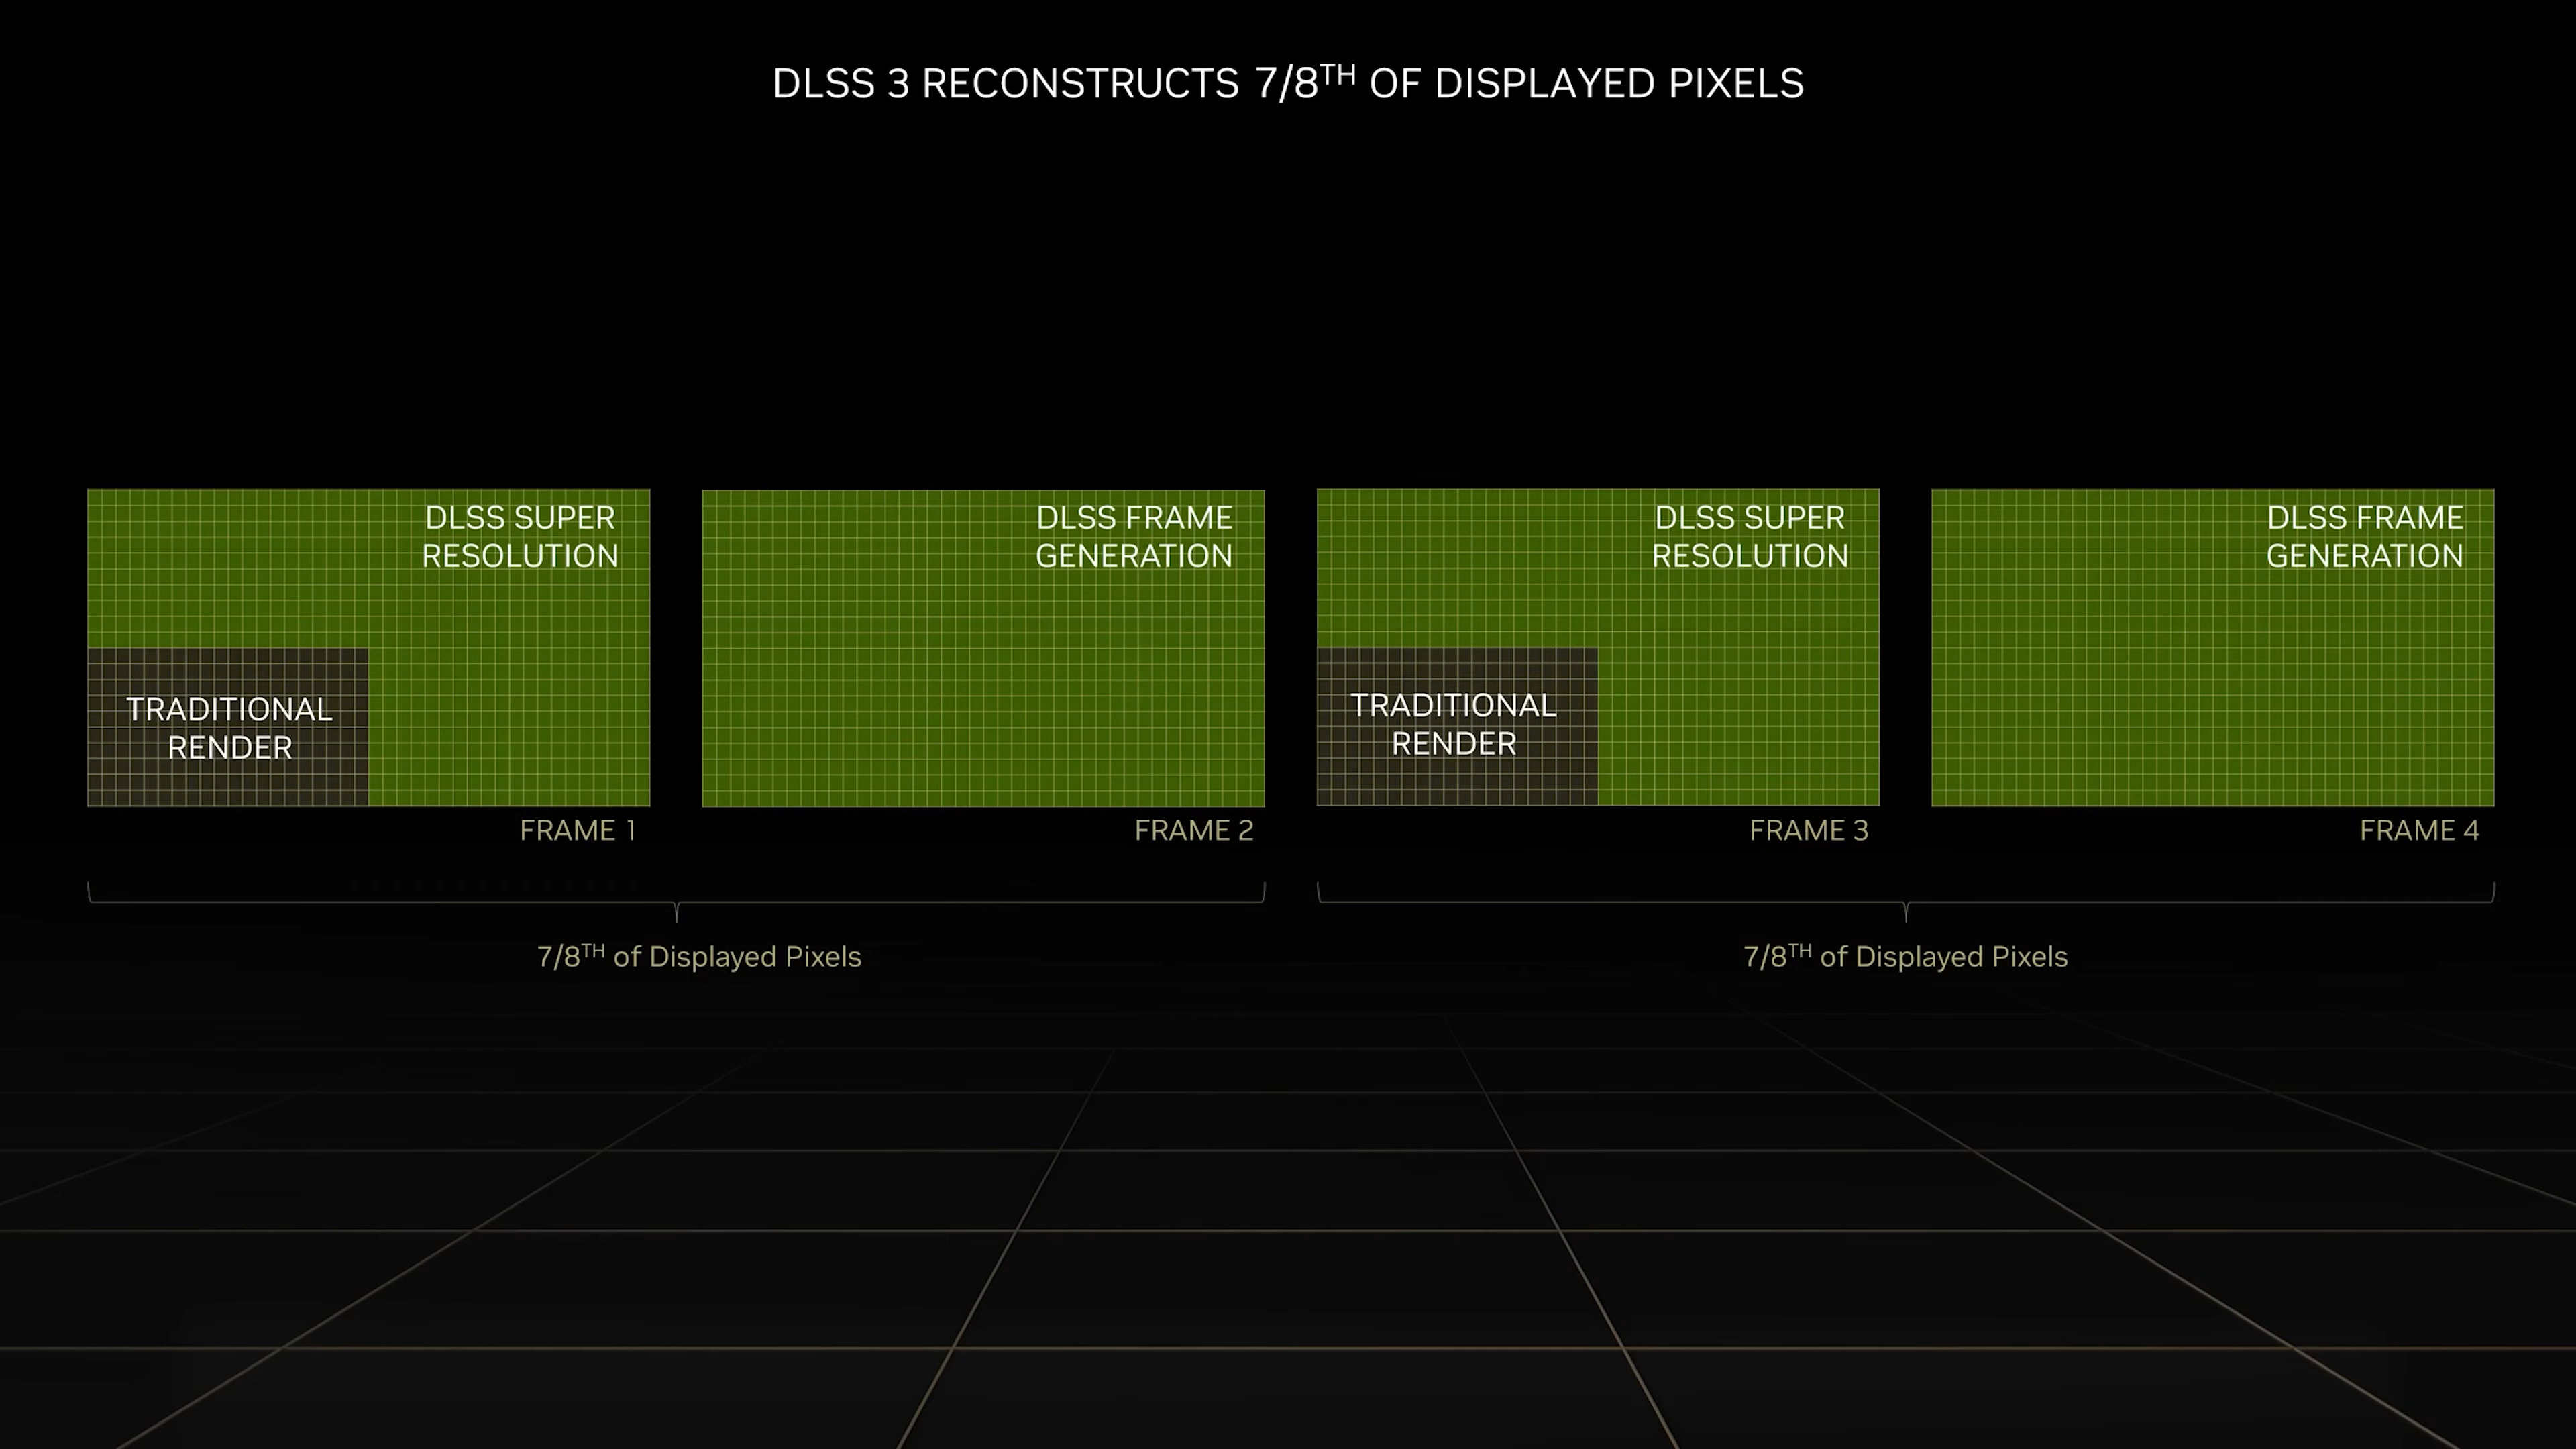 DLSS 3 RECONSTRUCTS 7/8TH OF DISPLAYED PIXELS
DLSS SUPER
RESOLUTION
TRADITIONAL
RENDER
FRAME 1
DLSS FRAME
GENERATION
FRAME 2
DLSS SUPER
RESOLUTION
TRADITIONAL
RENDER
FRAME 3
DLSS FRAME
GENERATION
FRAME 4
7/8TH of Displayed Pixels
7/8TH of Displayed Pixels